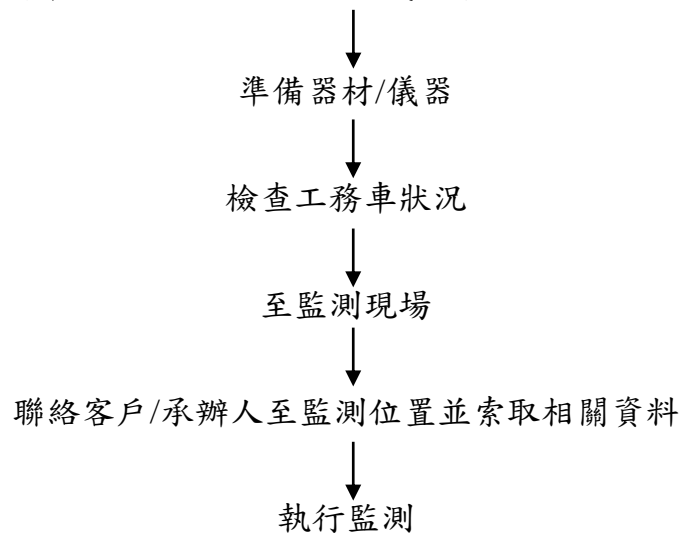 準備器材/儀器
檢查工務車狀況
至監測現場
聯絡客戶/承辦人至監測位置並索取相關資料
執行監測